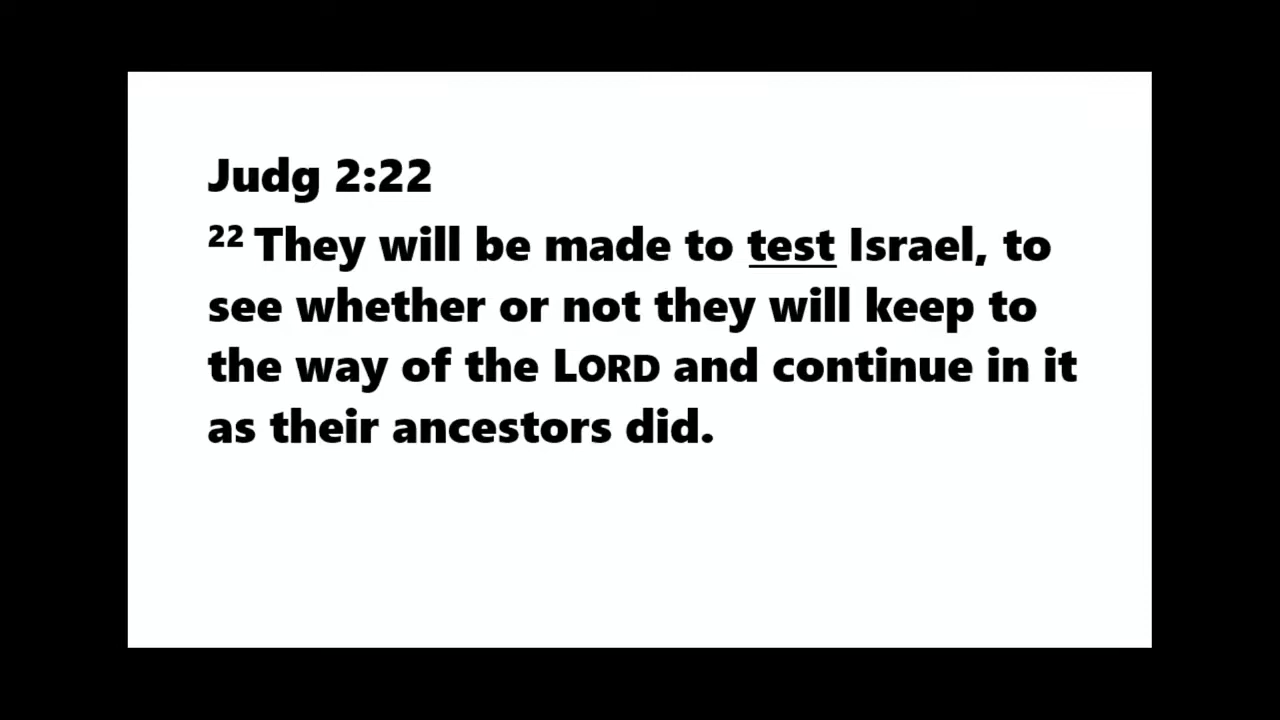 Judg 2:22
22 They will be made to test Israel, to
see whether or not they will keep to
the way of the LORD and continue in it
as their ancestors did.